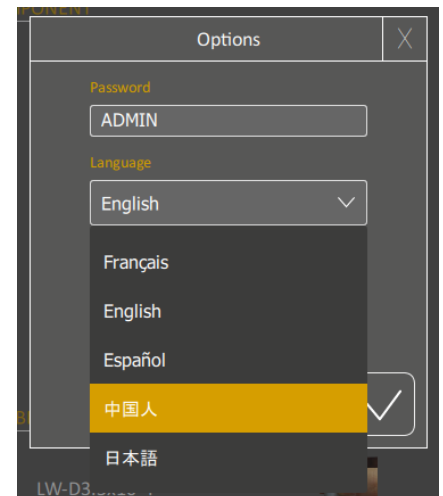 Options
X
Password
ADMIN
Language
English
Français
English
Español
中国人
日本語